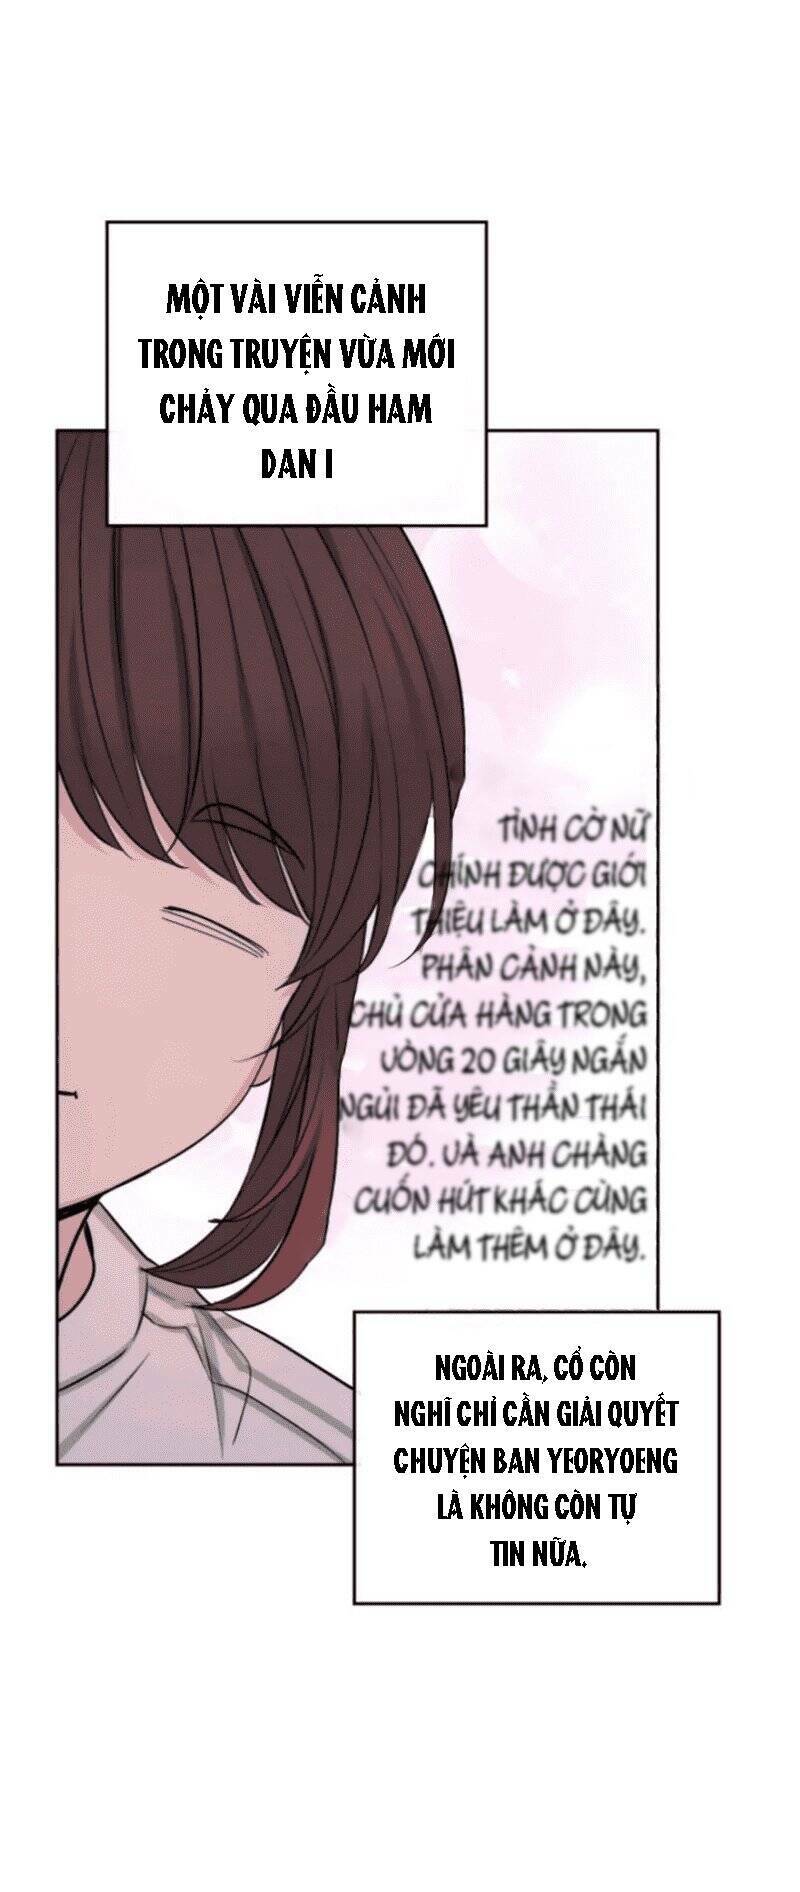 MỘT VÀI VIỄN CẢNH
TRONG TRUYỆN VỪA MỚI
CHẢY QUA ĐẦU HAM
DAN I
TÌNH CỜ NỮ
CHÍNH ĐƯỢC GIỚI
THIỆU LÀM Ở ĐÂY.
PHÂN CẢNH NÀY,
CHỦ CỬA HÀNG TRONG
VÒNG 20 GIÂY NGẮN
NGỦI ĐÃ YÊU THẦN THÁI
ĐÓ. VÀ ANH CHÀNG
CUỐN HÚT KHÁC CÙNG
LÀM THÊM Ở ĐÂY.
NGOÀI RA, CỔ CÒN
NGHĨ CHỈ CẦN GIẢI QUYẾT
CHUYỆN BAN YEORYOENG
LÀ KHÔNG CÒN TỰ
TIN NỮA.